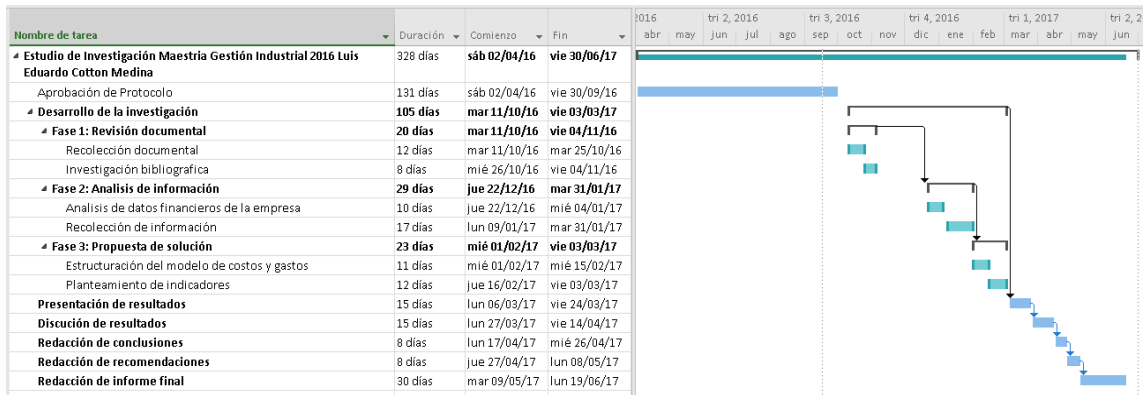 2016 tri 2, 2016 tri 3, 2016 tri 4, 2016 tri 1, 2017 tri 2, 2
Nombre de tarea Duración Comienzo Fin abr may jun jul ago sep oct nov dic ene feb mar abr may jun
Estudio de Investigación Maestria Gestión Industrial 2016 Luis 328 días sáb 02/04/16 vie 30/06/17
Eduardo Cotton Medina
Aprobación de Protocolo 131 días sáb 02/04/16 vie 30/09/16
Desarrollo de la investigación 105 días mar 11/10/16 vie 03/03/17
Fase 1: Revisión documental 20 días mar 11/10/16 vie 04/11/16
Recolección documental 12 días mar 11/10/16 mar 25/10/16
Investigación bibliografica 8 días mié 26/10/16 vie 04/11/16
Fase 2: Analisis de información 29 días jue 22/12/16 mar 31/01/17
Analisis de datos financieros de la empresa 10 días jue 22/12/16 mié 04/01/17
Recolección de información 17 días lun 09/01/17 mar 31/01/17
Fase 3: Propuesta de solución 23 días mié 01/02/17 vie 03/03/17
Estructuración del modelo de costos y gastos 11 días mié 01/02/17 mié 15/02/17
Planteamiento de indicadores 12 días jue 16/02/17 vie 03/03/17
Presentación de resultados 15 días lun 06/03/17 vie 24/03/17
Discución de resultados 15 días lun 27/03/17 vie 14/04/17
Redacción de conclusiones 8 días lun 17/04/17 mié 26/04/17
Redacción de recomendaciones 8 días jue 27/04/17 lun 08/05/17
Redacción de informe final 30 días mar 09/05/17 lun 19/06/17